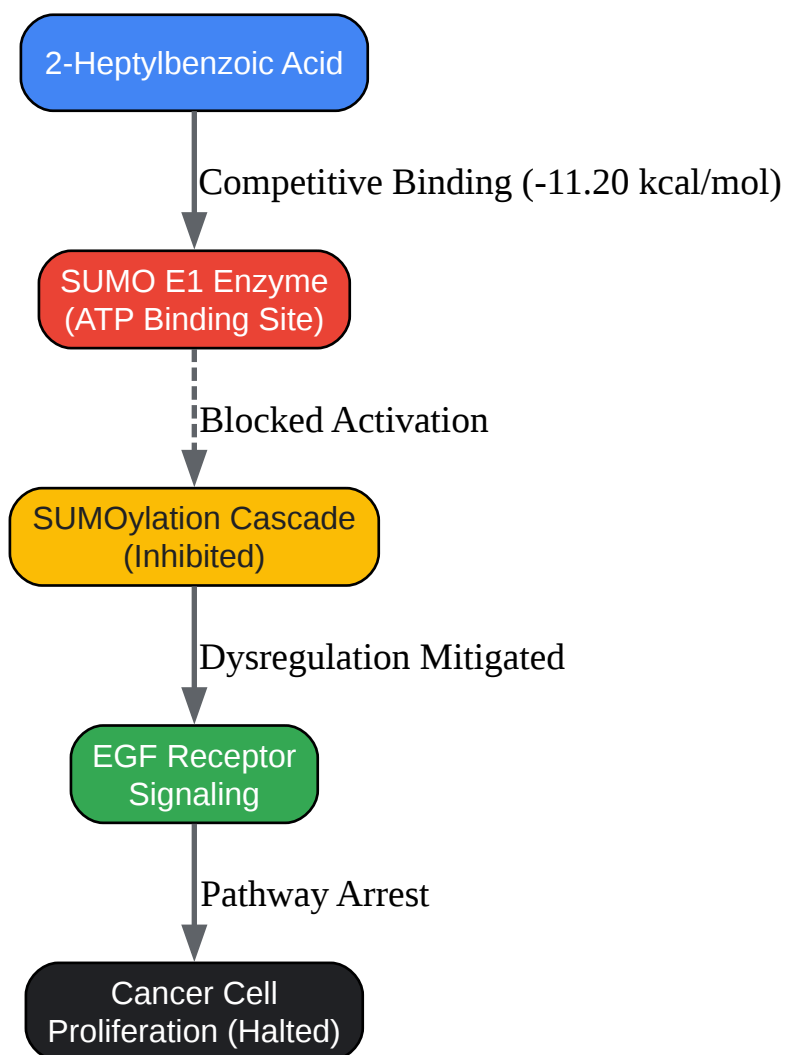 2-Heptylbenzoic Acid
Competitive Binding (-11.20 kcal/mol)
SUMO E1 Enzyme
(ATP Binding Site)
Blocked Activation
SUMOylation Cascade
(Inhibited)
Dysregulation Mitigated
EGF Receptor
Signaling
Pathway Arrest
Cancer Cell
Proliferation (Halted)